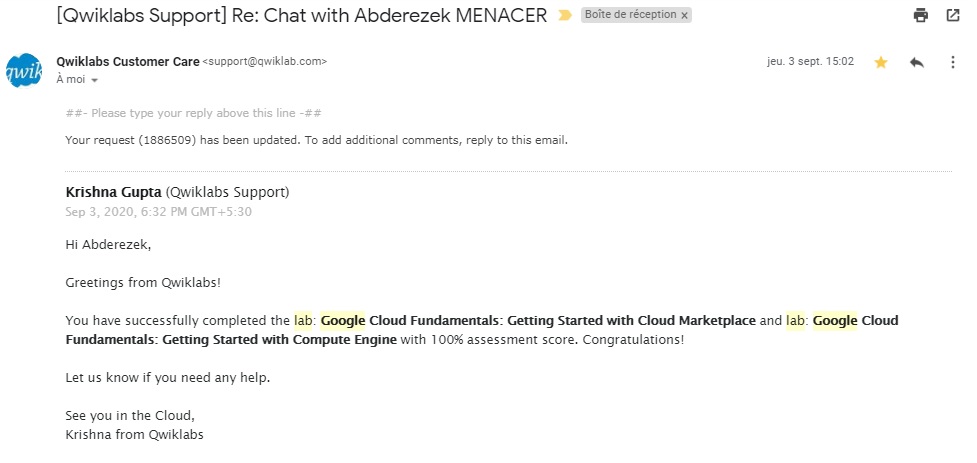 [Qwiklabs Support] Re: Chat with Abderezek MENACER Boîte de réception x
qwik
Qwiklabs Customer Care <support@qwiklab.com> jeu. 3 sept. 15:02
À moi
##- Please type your reply above this line -##
Your request (1886509) has been updated. To add additional comments, reply to this email.
Krishna Gupta (Qwiklabs Support)
Sep 3, 2020, 6:32 PM GMT+5:30
Hi Abderezek,
Greetings from Qwiklabs!
You have successfully completed the lab: Google Cloud Fundamentals: Getting Started with Cloud Marketplace and lab: Google Cloud
Fundamentals: Getting Started with Compute Engine with 100% assessment score. Congratulations!
Let us know if you need any help.
See you in the Cloud,
Krishna from Qwiklabs